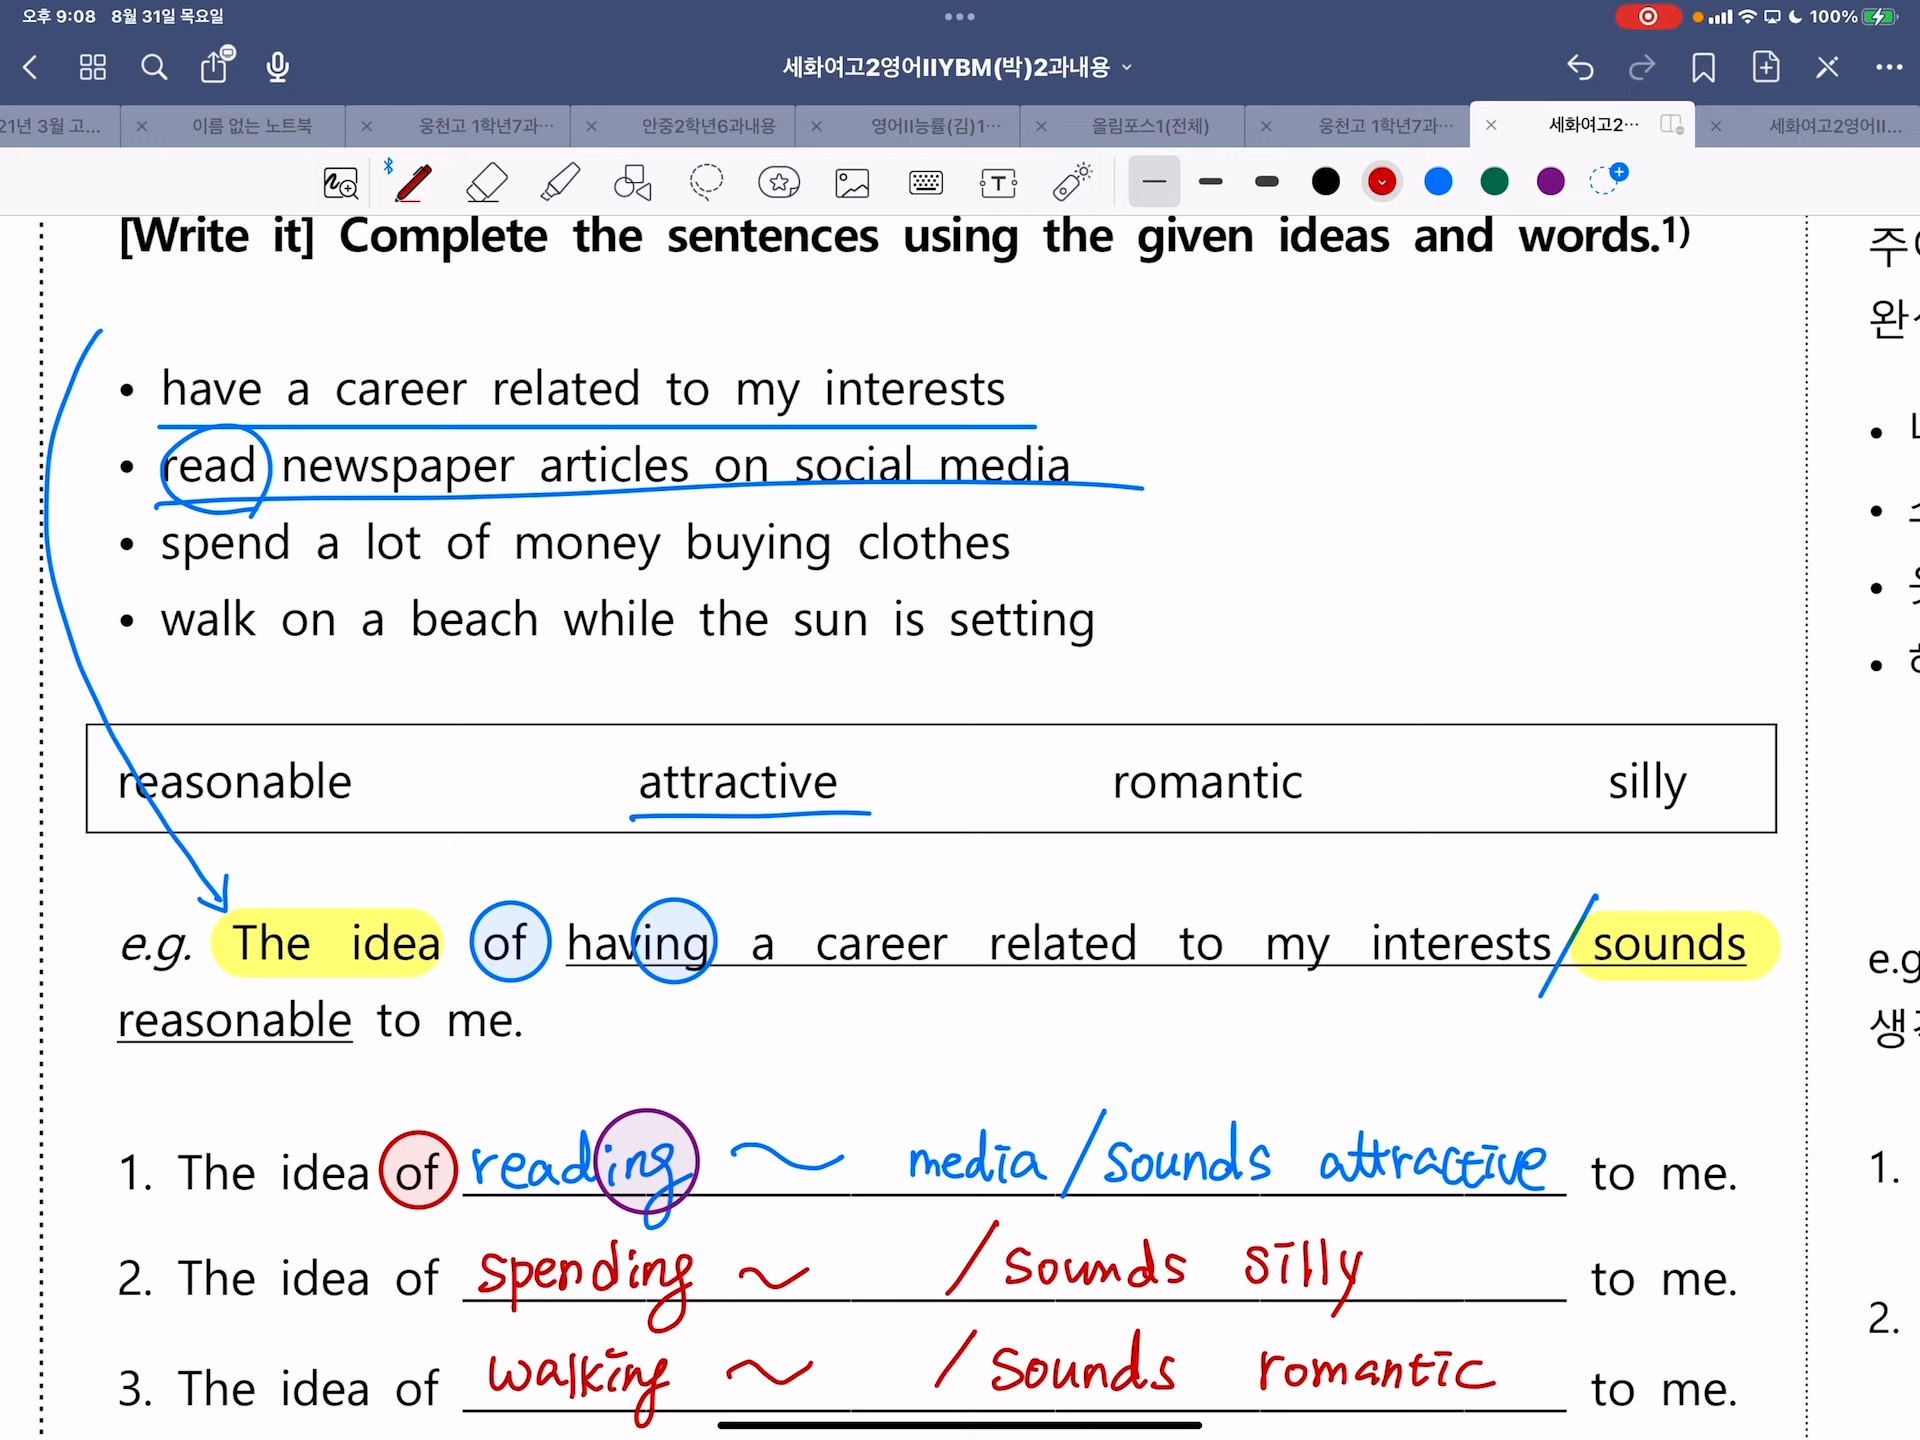 오후 9:08 8월 31일 목요일
100%
세화여고2영어IIYBM(박)2과내용
21년 3월 고...
이름 없는 노트북
웅천고 1학년7과...
안중2학년6과내용
영어II능률(김)1...
올림포스1(전체)
웅천고 1학년7과...
세화여고2...
세화여고2영어II...
[Write it] Complete the sentences using the given ideas and words.1)
• have a career related to my interests
• read newspaper articles on social media
• spend a lot of money buying clothes
• walk on a beach while the sun is setting
reasonable attractive romantic silly
e.g. The idea of having a career related to my interests / sounds
reasonable to me.
1. The idea of reading ~ media / sounds attractive to me.
2. The idea of spending ~ / sounds silly to me.
3. The idea of walking ~ / sounds romantic to me.
e.g
1.
2.